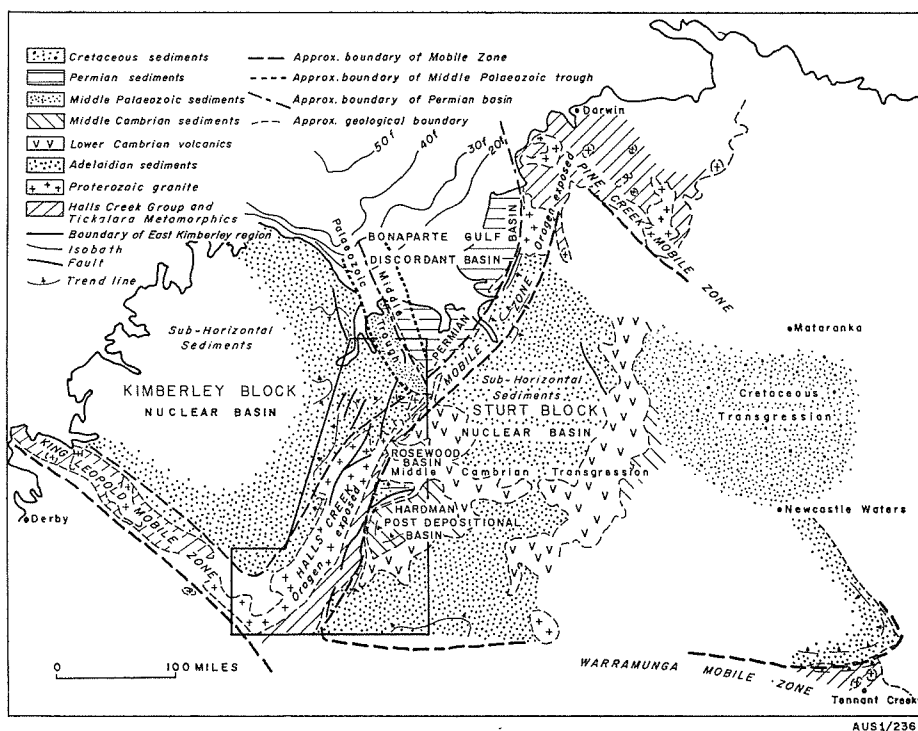 Cretaceous sediments
Permian sediments
Middle Palaeozoic sediments
Middle Cambrian sediments
Lower Cambrian volcanics
Adelaidian sediments
Proterozoic granite
Halls Creek Group and
Tickalara Metamorphics
Boundary of East Kimberley region
Isobath
Fault
Trend line
Approx. boundary of Mobile Zone
Approx. boundary of Middle Palaeozoic trough
Approx. boundary of Permian basin
Approx. geological boundary
50f
40f
30f
20f
Darwin
PINE CREEK MOBILE ZONE
Orogen exposed
BONAPARTE GULF
DISCORDANT BASIN
Palaeozoic
Middle
Trough
PERMIAN
BASIN
MOBILE ZONE
Mataranka
Sub-Horizontal
Sediments
KIMBERLEY BLOCK
NUCLEAR BASIN
Sub-Horizontal
Sediments
STURT BLOCK
NUCLEAR BASIN
Cretaceous
Transgression
ROSEWOOD
BASIN
Middle Cambrian Transgression
HARDMAN
POST DEPOSITIONAL
BASIN
HALLS CREEK
Orogen exposed
KING LEOPOLD MOBILE ZONE
Derby
Newcastle Waters
0 100 MILES
WARRAMUNGA MOBILE ZONE
Tennant Creek
AUS1/236